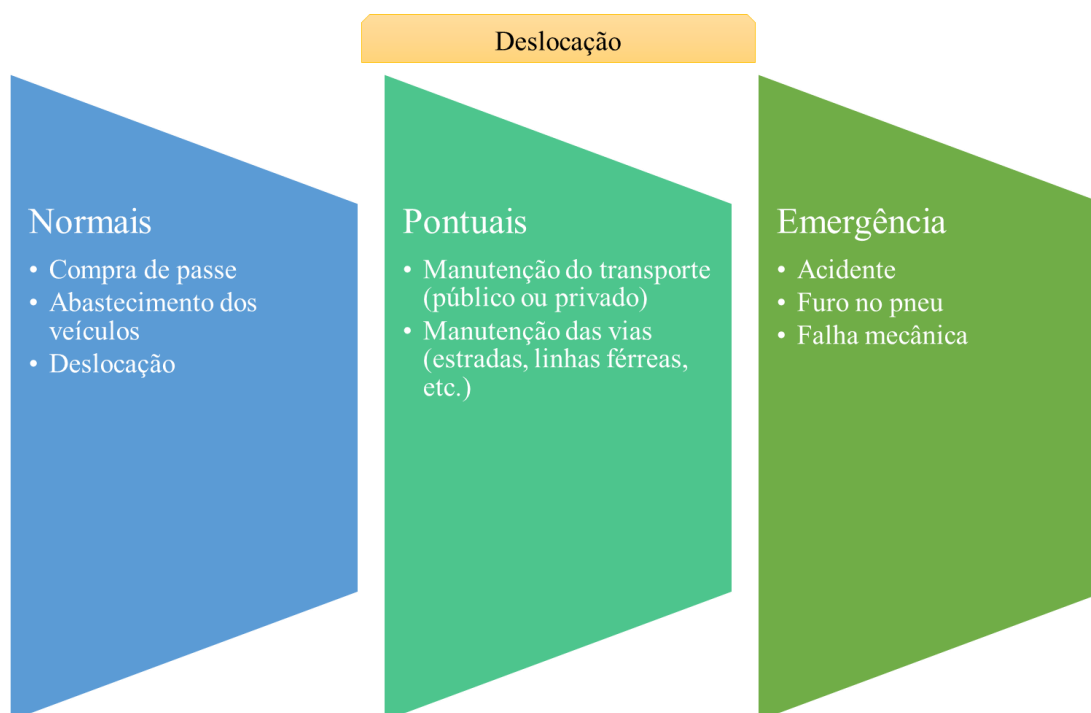 Deslocação
Normais
• Compra de passe
• Abastecimento dos
veículos
• Deslocação
Pontuais
• Manutenção do transporte
(público ou privado)
• Manutenção das vias
(estradas, linhas férreas,
etc.)
Emergência
• Acidente
• Furo no pneu
• Falha mecânica